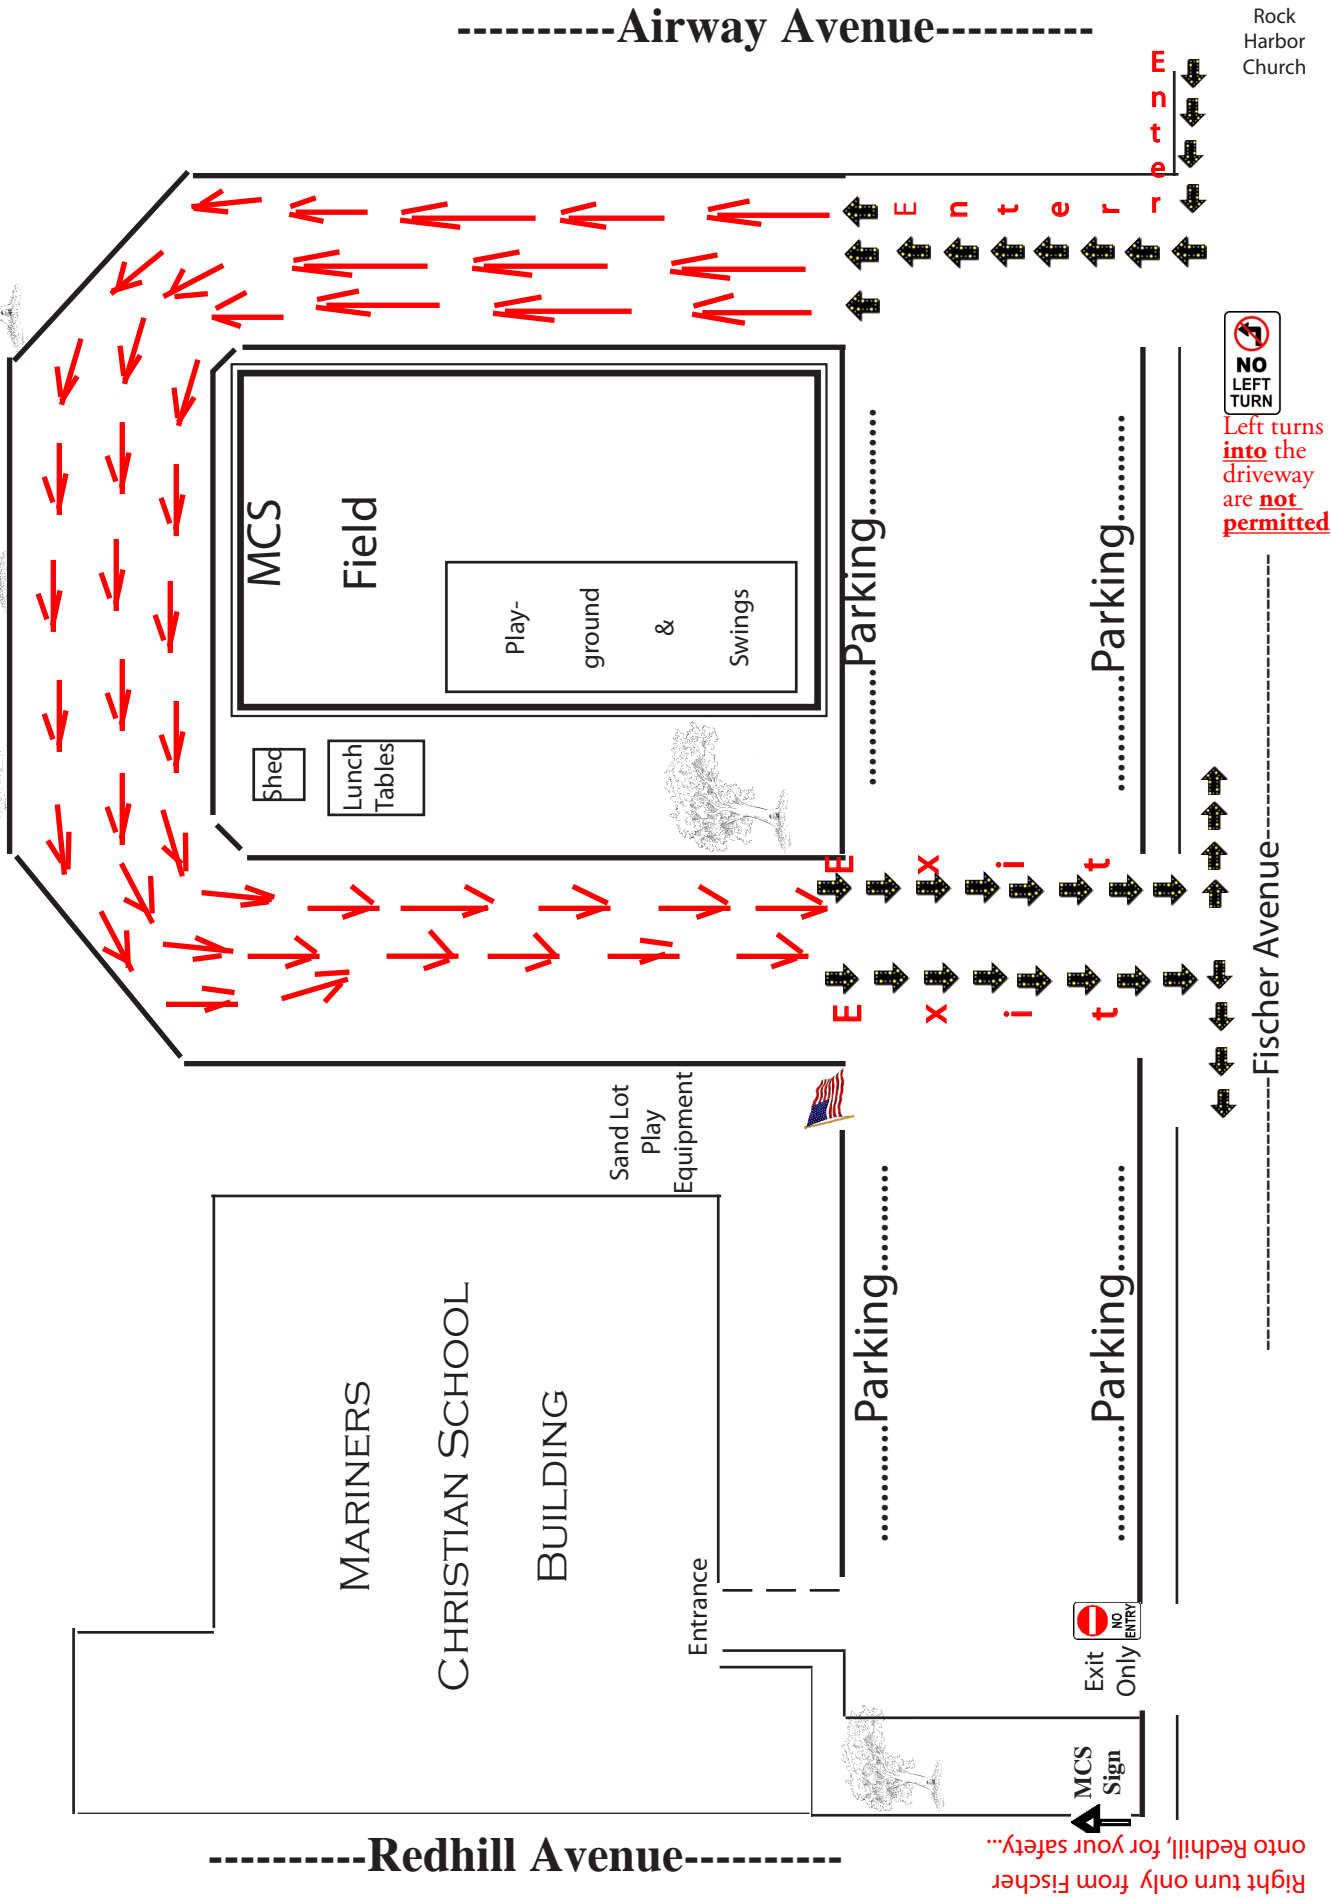 ----------Airway Avenue----------
Rock
Harbor
Church
Enter
Enter
NO
LEFT
TURN
Left turns
into the
driveway
are not
permitted
MCS
Field
Play-
ground
&
Swings
Shed
Lunch
Tables
...........Parking...........
...........Parking...........
Exit
Exit
----------Fischer Avenue----------
Sand Lot
Play
Equipment
MARINERS
CHRISTIAN SCHOOL
BUILDING
Entrance
...........Parking...........
...........Parking...........
NO
ENTRY
Exit
Only
MCS
Sign
----------Redhill Avenue----------
Right turn only from Fischer
onto Redhill, for your safety...